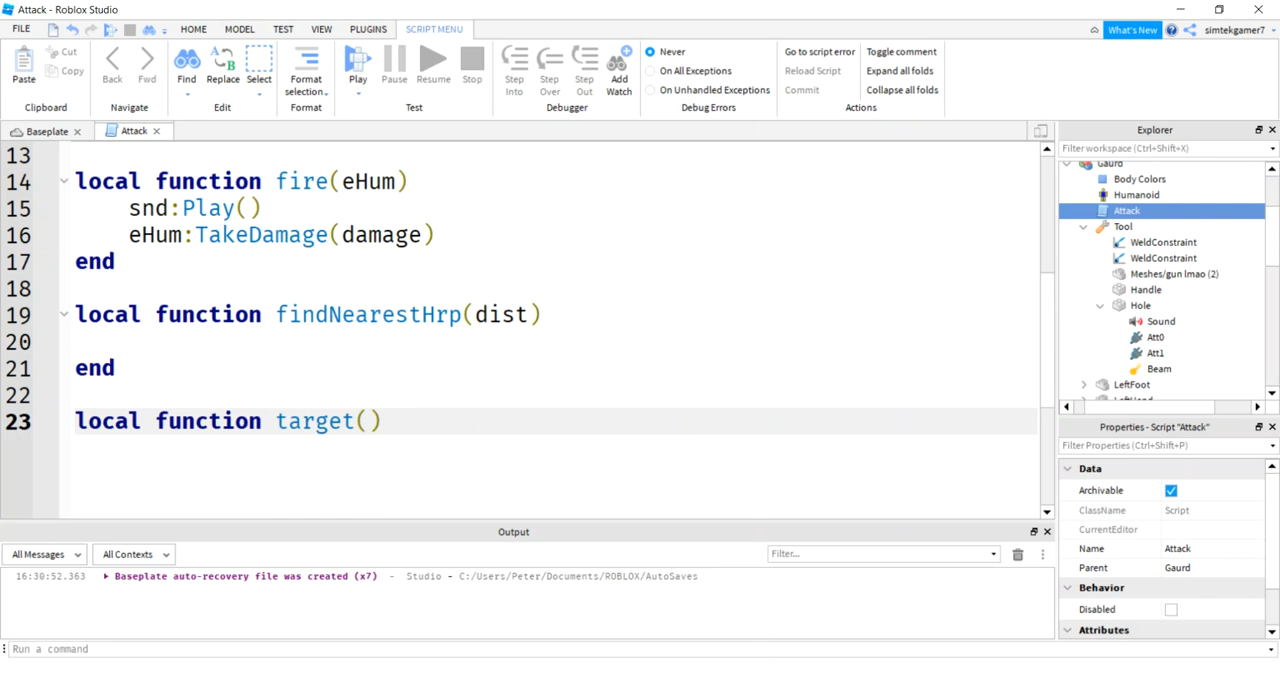 Attack - Roblox Studio
FILE HOME MODEL TEST VIEW PLUGINS SCRIPT MENU What's New simtekgamer7
Paste Cut Copy Back Fwd Find Replace Select Format selection Play Pause Resume Stop Step Into Step Over Step Out Add Watch
Never
On All Exceptions
On Unhandled Exceptions
Go to script error
Reload Script
Commit
Toggle comment
Expand all folds
Collapse all folds
Clipboard Navigate Edit Format Test Debugger Debug Errors Actions
Baseplate Attack
13
14 local function fire(eHum)
15 snd:Play()
16 eHum:TakeDamage(damage)
17 end
18
19 local function findNearestHrp(dist)
20
21 end
22
23 local function target()
Explorer
Filter workspace (Ctrl+Shift+X)
Gaurd
Body Colors
Humanoid
Attack
Tool
WeldConstraint
WeldConstraint
Meshes/gun lmao (2)
Handle
Hole
Sound
Att0
Att1
Beam
LeftFoot
LeftHand
Properties - Script "Attack"
Filter Properties (Ctrl+Shift+P)
Data
Archivable
ClassName Script
CurrentEditor
Name Attack
Parent Gaurd
Behavior
Disabled
Attributes
Output
All Messages All Contexts Filter...
16:30:52.363 Baseplate auto-recovery file was created (x7) - Studio - C:/Users/Peter/Documents/ROBLOX/AutoSaves
Run a command